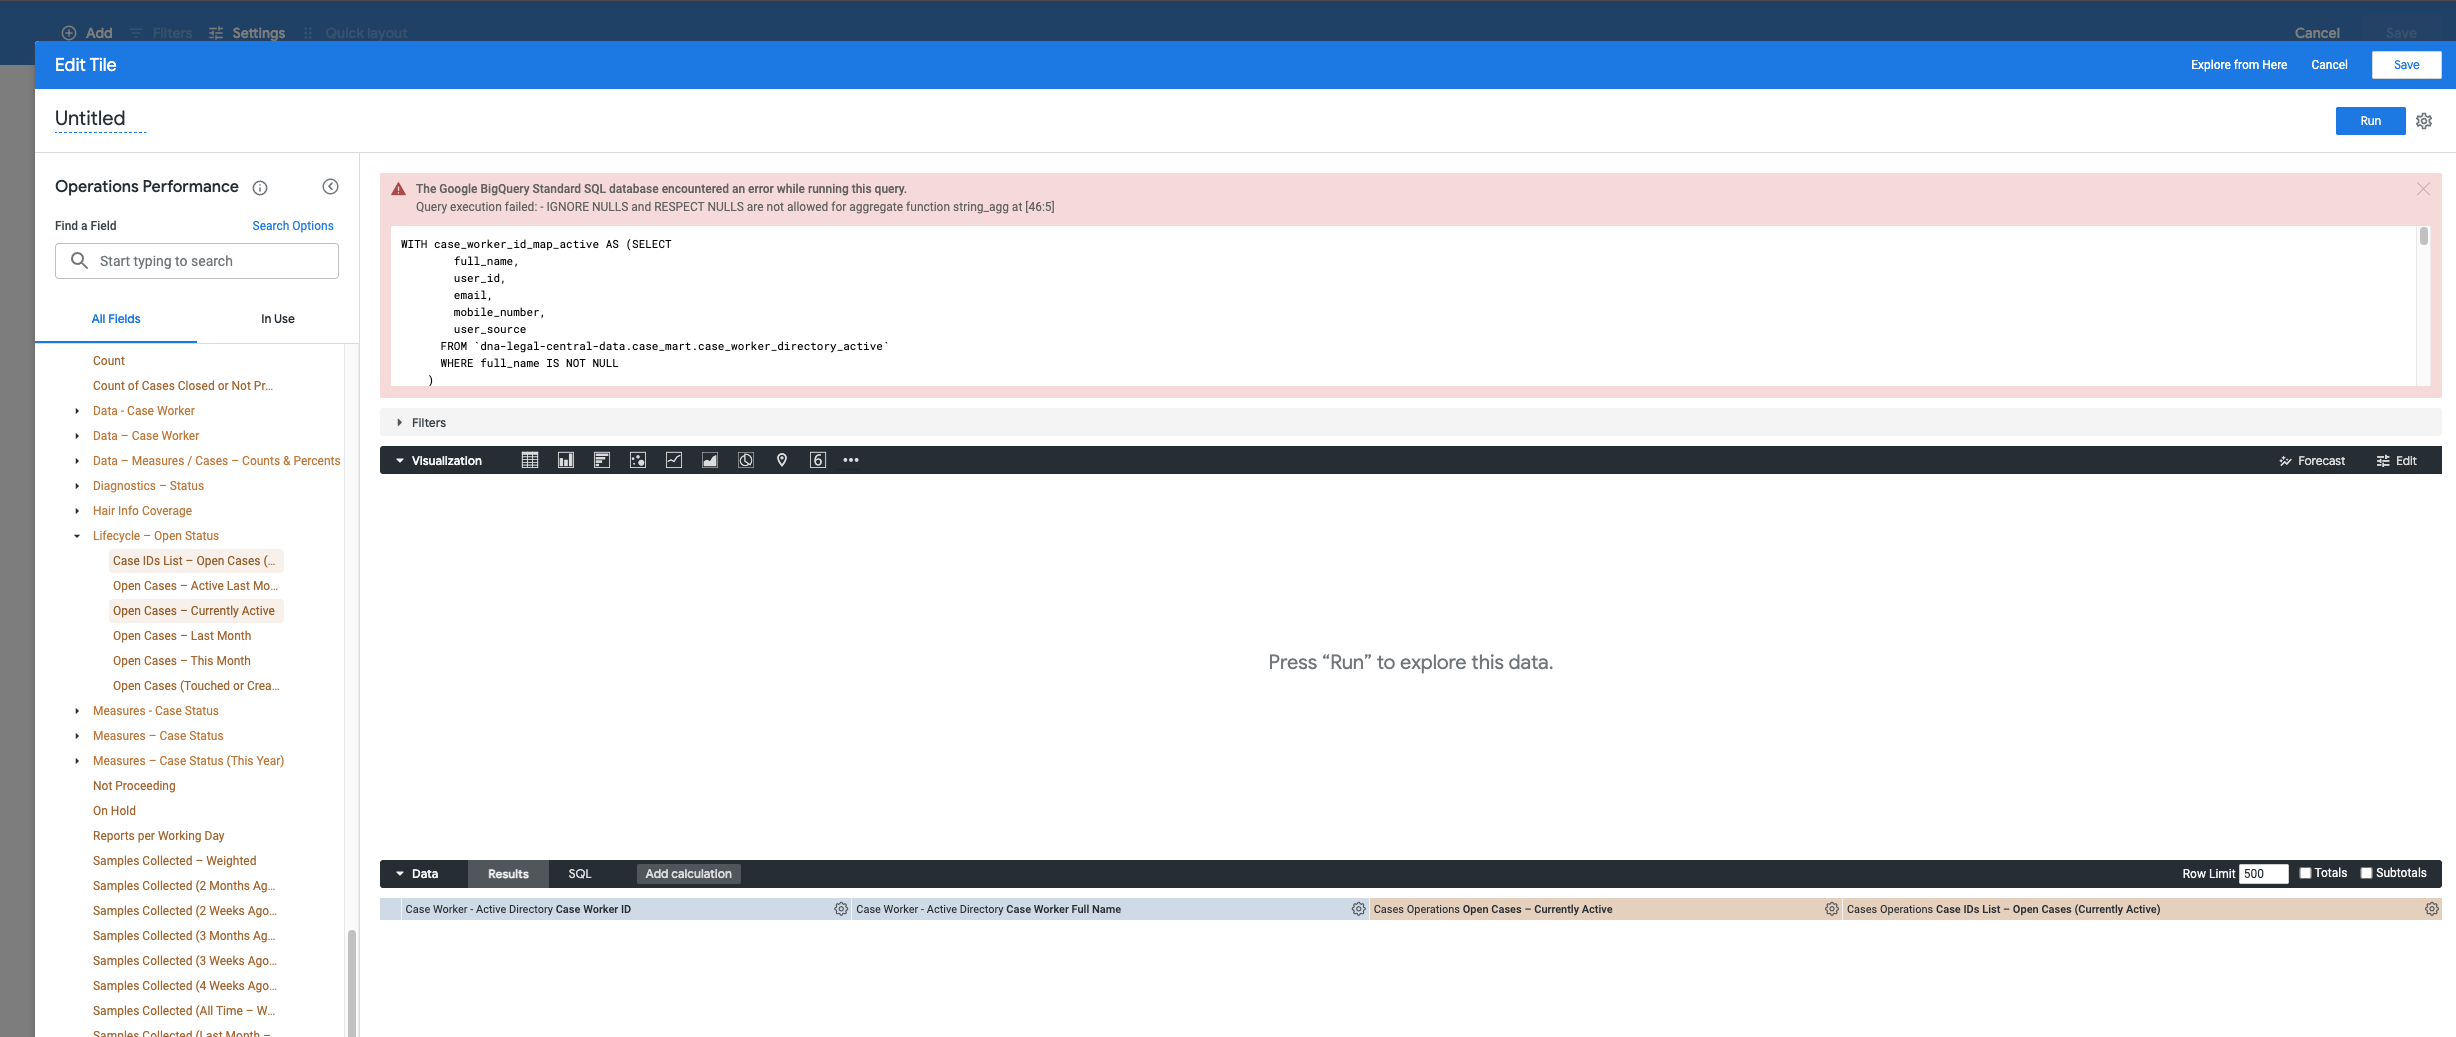 Add
Filters
Settings
Quick layout
Cancel
Save
Edit Tile
Explore from Here
Cancel
Save
Untitled
Run
Operations Performance
Find a Field
Search Options
Start typing to search
All Fields
In Use
Count
Count of Cases Closed or Not Pr...
Data - Case Worker
Data – Case Worker
Data – Measures / Cases – Counts & Percents
Diagnostics – Status
Hair Info Coverage
Lifecycle – Open Status
Case IDs List – Open Cases (...
Open Cases – Active Last Mo...
Open Cases – Currently Active
Open Cases – Last Month
Open Cases – This Month
Open Cases (Touched or Crea...
Measures - Case Status
Measures – Case Status
Measures – Case Status (This Year)
Not Proceeding
On Hold
Reports per Working Day
Samples Collected – Weighted
Samples Collected (2 Months Ag...
Samples Collected (2 Weeks Ago...
Samples Collected (3 Months Ag...
Samples Collected (3 Weeks Ago...
Samples Collected (4 Weeks Ago...
Samples Collected (All Time – W...
Samples Collected (Last Month –
The Google BigQuery Standard SQL database encountered an error while running this query.
Query execution failed: - IGNORE NULLS and RESPECT NULLS are not allowed for aggregate function string_agg at [46:5]
WITH case_worker_id_map_active AS (SELECT
full_name,
user_id,
email,
mobile_number,
user_source
FROM `dna-legal-central-data.case_mart.case_worker_directory_active`
WHERE full_name IS NOT NULL
)
Filters
Visualization
6
Forecast
Edit
Press “Run” to explore this data.
Data
Results
SQL
Add calculation
Row Limit 500
Totals
Subtotals
Case Worker - Active Directory Case Worker ID
Case Worker - Active Directory Case Worker Full Name
Cases Operations Open Cases – Currently Active
Cases Operations Case IDs List – Open Cases (Currently Active)